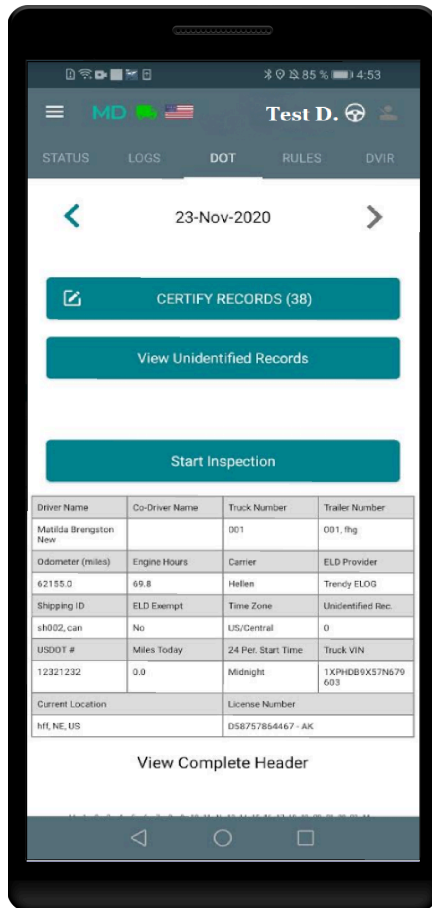 85 % 4:53
MD Test D.
STATUS LOGS DOT RULES DVIR
23-Nov-2020
CERTIFY RECORDS (38)
View Unidentified Records
Start Inspection
Driver Name Co-Driver Name Truck Number Trailer Number
Matilda Brengston 001 001, fhg
New
Odometer (miles) Engine Hours Carrier ELD Provider
62155.0 69.8 Hellen Trendy ELOG
Shipping ID ELD Exempt Time Zone Unidentified Rec.
sh002, can No US/Central 0
USDOT # Miles Today 24 Per. Start Time Truck VIN
12321232 0.0 Midnight 1XPHDB9X57N679
603
Current Location License Number
hff, NE, US D58757864467 - AK
View Complete Header